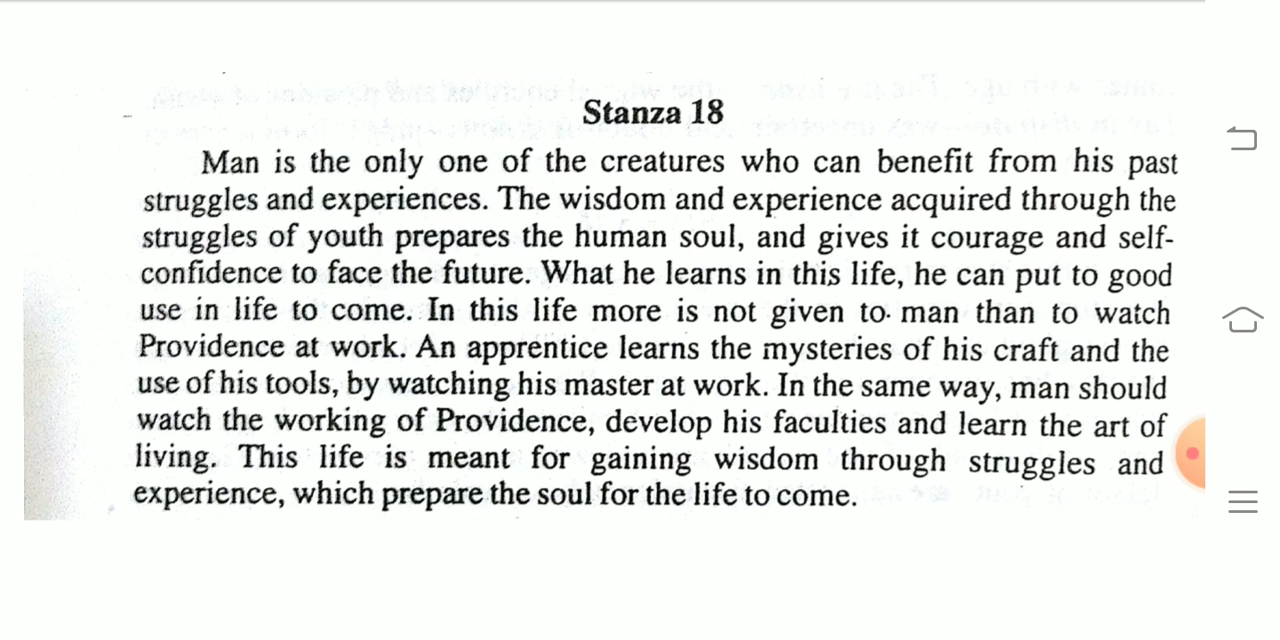 Stanza 18
Man is the only one of the creatures who can benefit from his past
struggles and experiences. The wisdom and experience acquired through the
struggles of youth prepares the human soul, and gives it courage and self-
confidence to face the future. What he learns in this life, he can put to good
use in life to come. In this life more is not given to man than to watch
Providence at work. An apprentice learns the mysteries of his craft and the
use of his tools, by watching his master at work. In the same way, man should
watch the working of Providence, develop his faculties and learn the art of
living. This life is meant for gaining wisdom through struggles and
experience, which prepare the soul for the life to come.